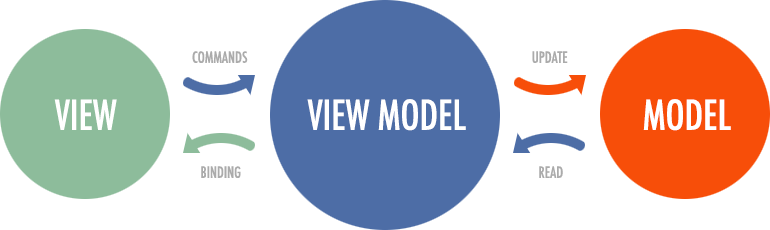 COMMANDS
UPDATE
VIEW
VIEW MODEL
MODEL
BINDING
READ